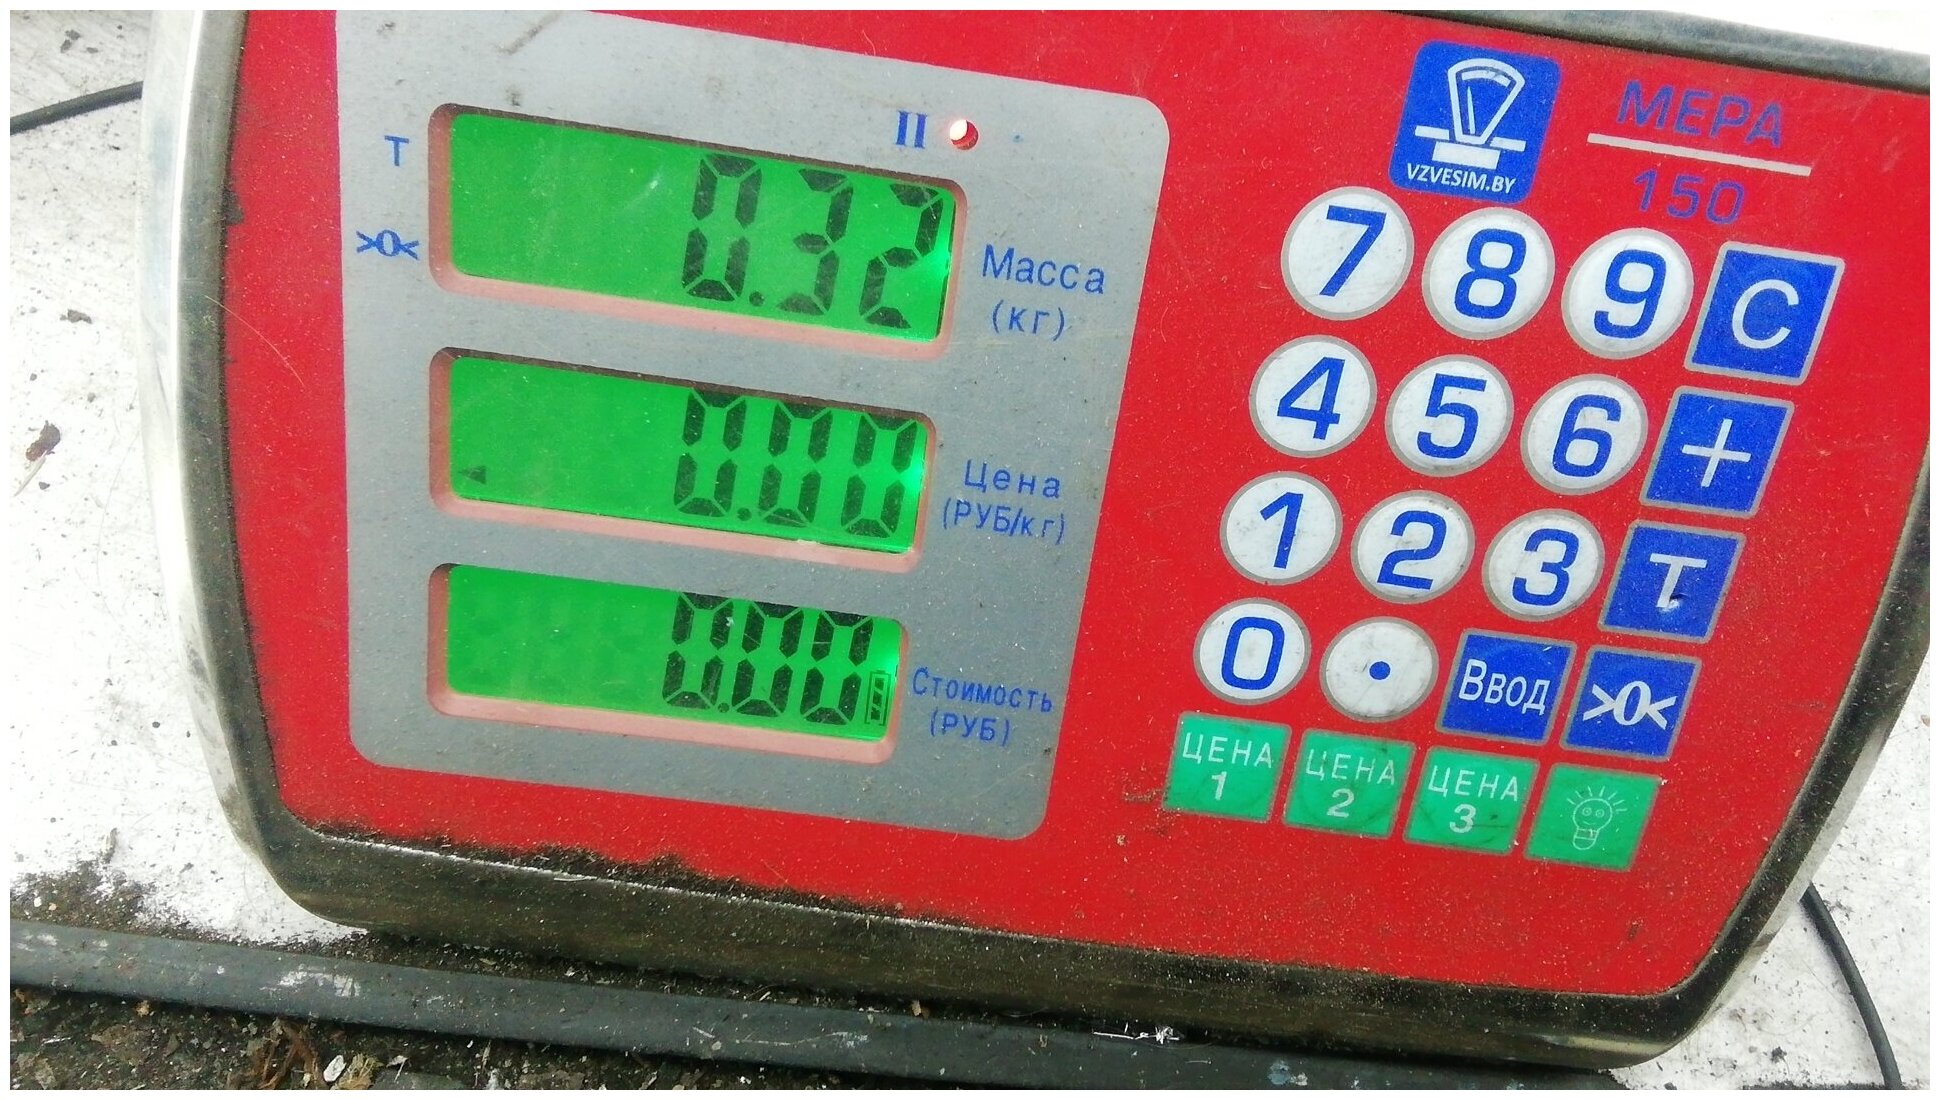 II
T
>0<
0.32
Масса
(кг)
0.00
Цена
(РУБ/кг)
0.00
Стоимость
(РУБ)
VZVESIM.BY
МЕРА
150
7 8 9 C
4 5 6 +
1 2 3 T
0 . Ввод >0<
ЦЕНА 1
ЦЕНА 2
ЦЕНА 3